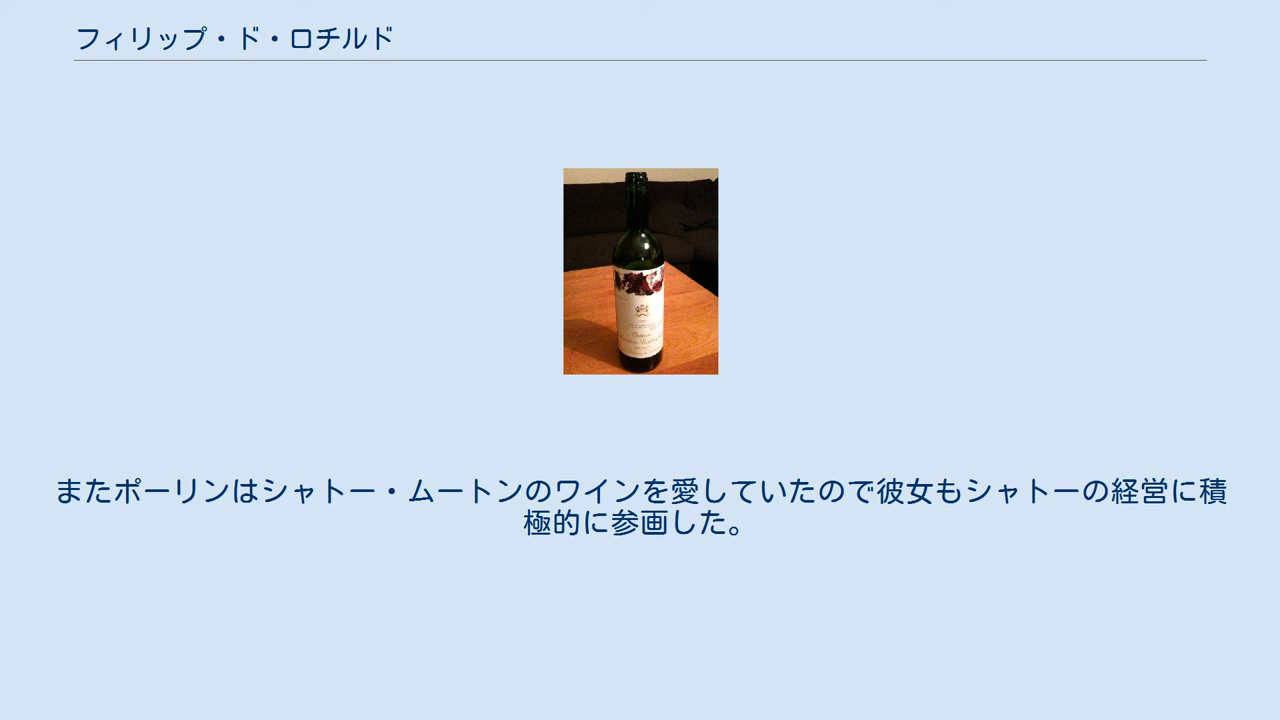 フィリップ・ド・ロチルド
またポーリンはシャトー・ムートンのワインを愛していたので彼女もシャトーの経営に積
極的に参画した。